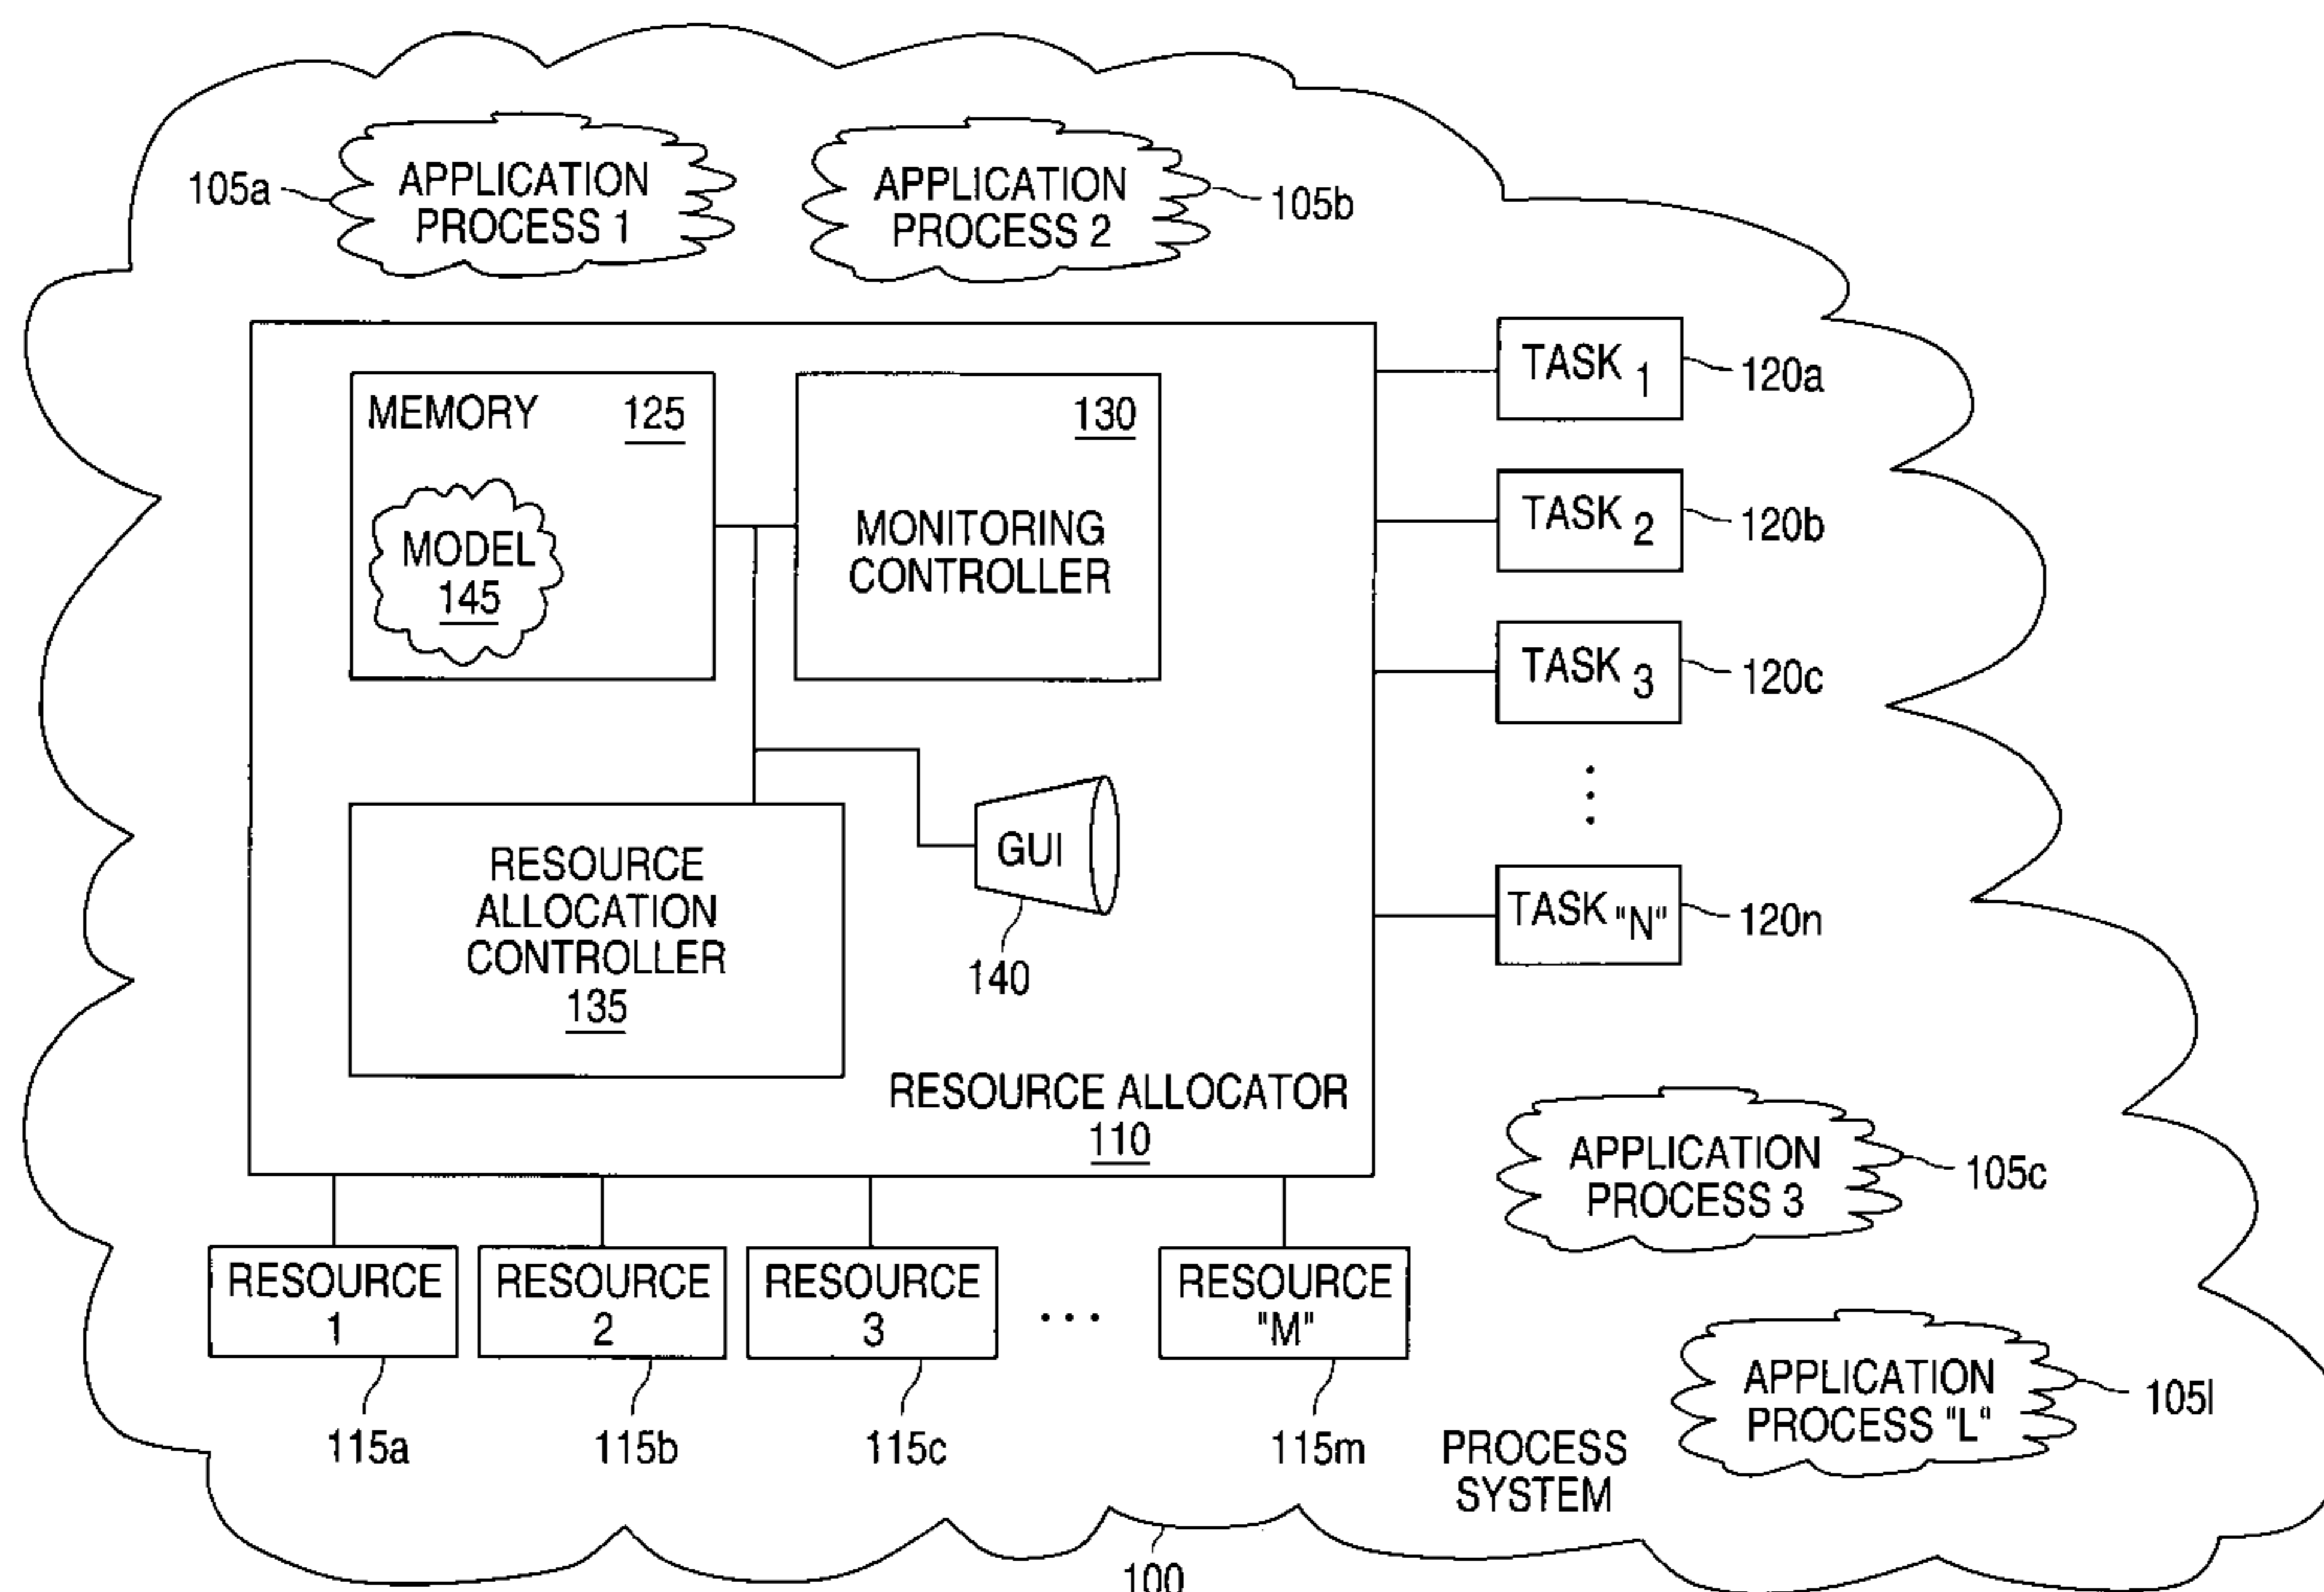 105a
APPLICATION
PROCESS 1
APPLICATION
PROCESS 2
105b
MEMORY 125
MODEL
145
130
MONITORING
CONTROLLER
TASK 1
120a
TASK 2
120b
TASK 3
120c
TASK "N"
120n
RESOURCE
ALLOCATION
CONTROLLER
135
GUI
140
RESOURCE ALLOCATOR
110
APPLICATION
PROCESS 3
105c
RESOURCE
1
RESOURCE
2
RESOURCE
3
...
RESOURCE
"M"
115a
115b
115c
115m
APPLICATION
PROCESS "L"
105l
PROCESS
SYSTEM
100